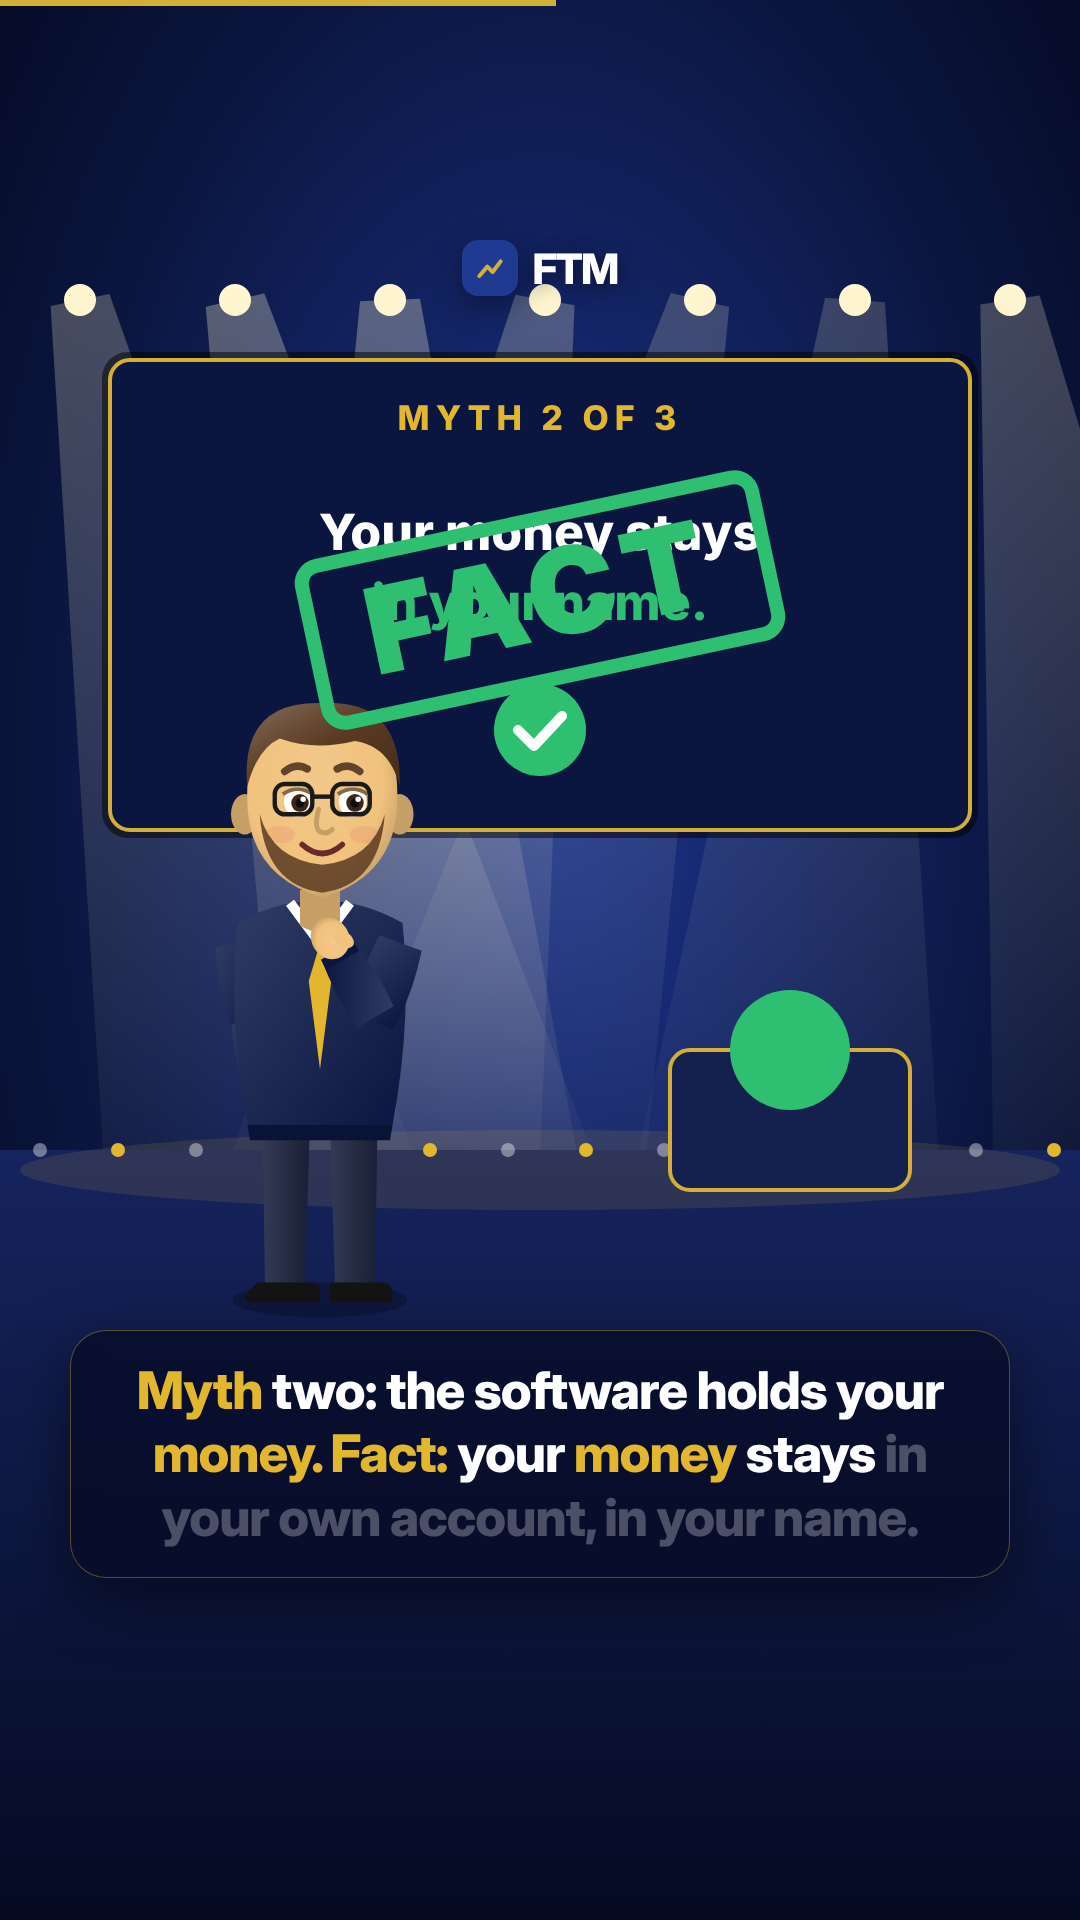 FTM
MYTH 2 OF 3
Your money stays
in your name.
FACT
Myth two: the software holds your
money. Fact: your money stays in
your own account, in your name.